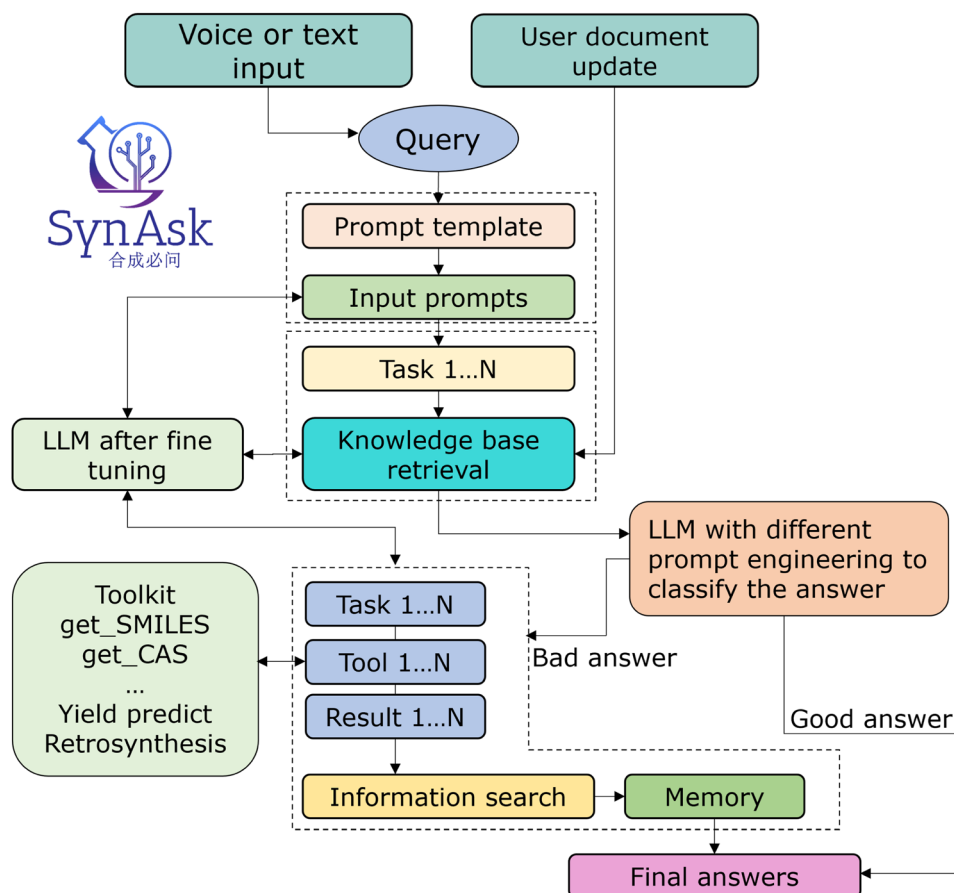 Voice or text
input
User document
update
Query
SynAsk
合成必问
Prompt template
Input prompts
Task 1...N
LLM after fine
tuning
Knowledge base
retrieval
LLM with different
prompt engineering to
classify the answer
Toolkit
get_SMILES
get_CAS
...
Yield predict
Retrosynthesis
Task 1...N
Tool 1...N
Result 1...N
Bad answer
Good answer
Information search
Memory
Final answers